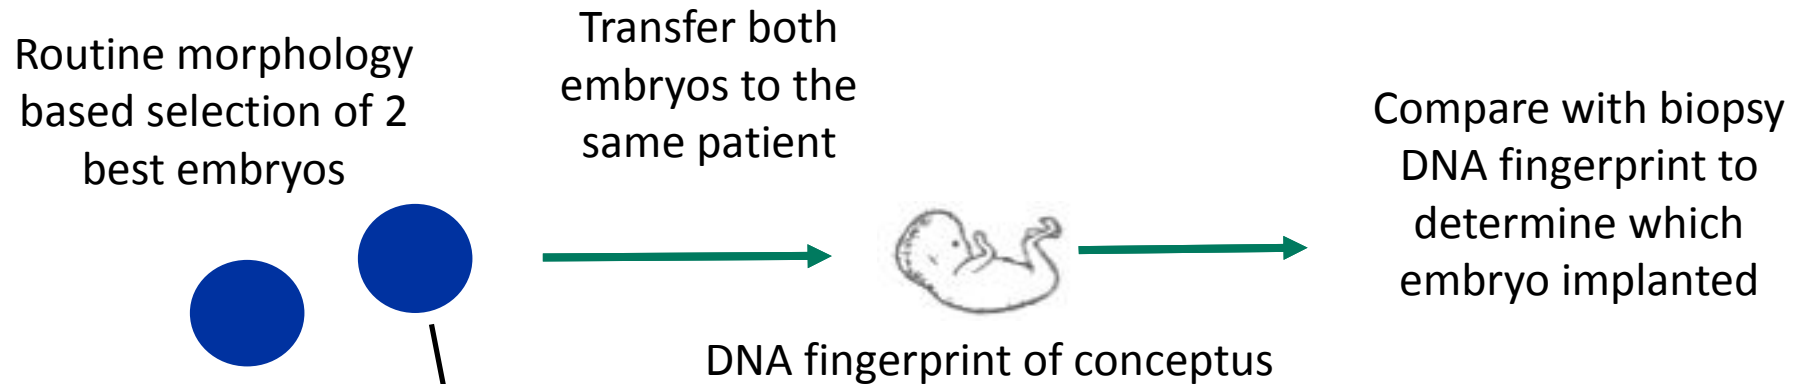 Routine morphology
based selection of 2
best embryos
Transfer both
embryos to the
same patient
DNA fingerprint of conceptus
Compare with biopsy
DNA fingerprint to
determine which
embryo implanted